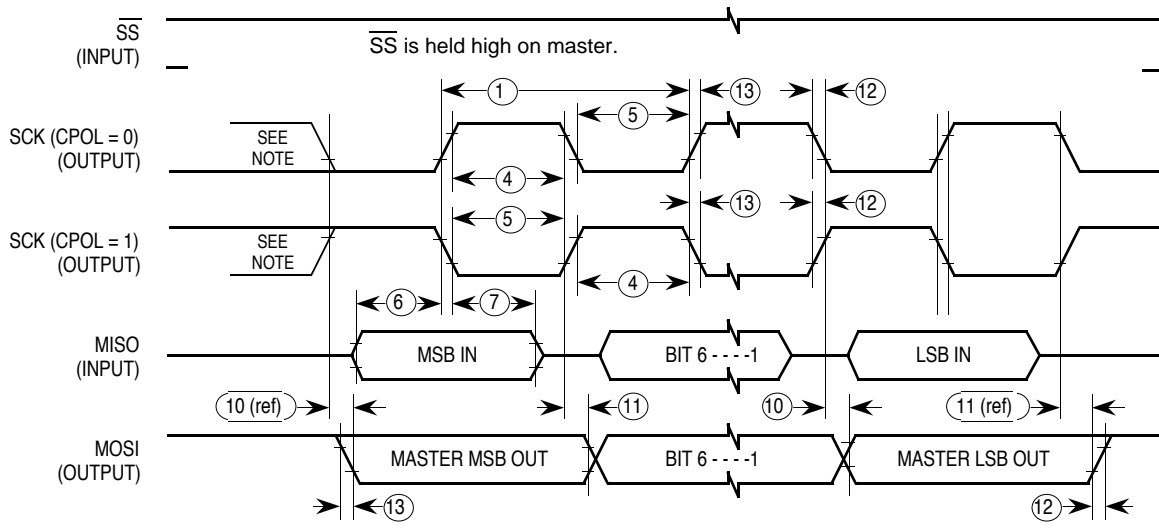 SS
(INPUT)
SS is held high on master.
1
13
12
5
SCK (CPOL = 0)
(OUTPUT)
SEE
NOTE
4
13
12
5
SCK (CPOL = 1)
(OUTPUT)
SEE
NOTE
4
6
7
MISO
(INPUT)
MSB IN
BIT 6 - - - -1
LSB IN
10 (ref)
11
10
11 (ref)
MOSI
(OUTPUT)
MASTER MSB OUT
BIT 6 - - - -1
MASTER LSB OUT
13
12